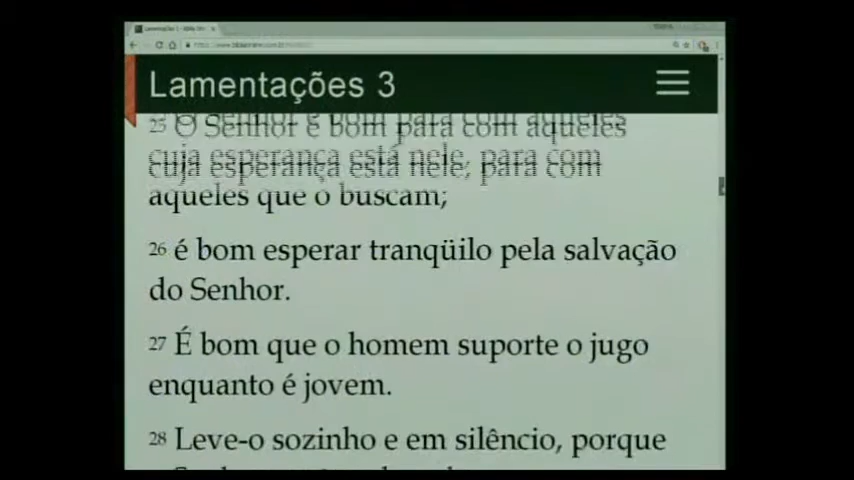 Lamentações 3
25 O Senhor é bom para com aqueles
cuja esperança está nele, para com
aqueles que o buscam;
26 é bom esperar tranqüilo pela salvação
do Senhor.
27 É bom que o homem suporte o jugo
enquanto é jovem.
28 Leve-o sozinho e em silêncio, porque